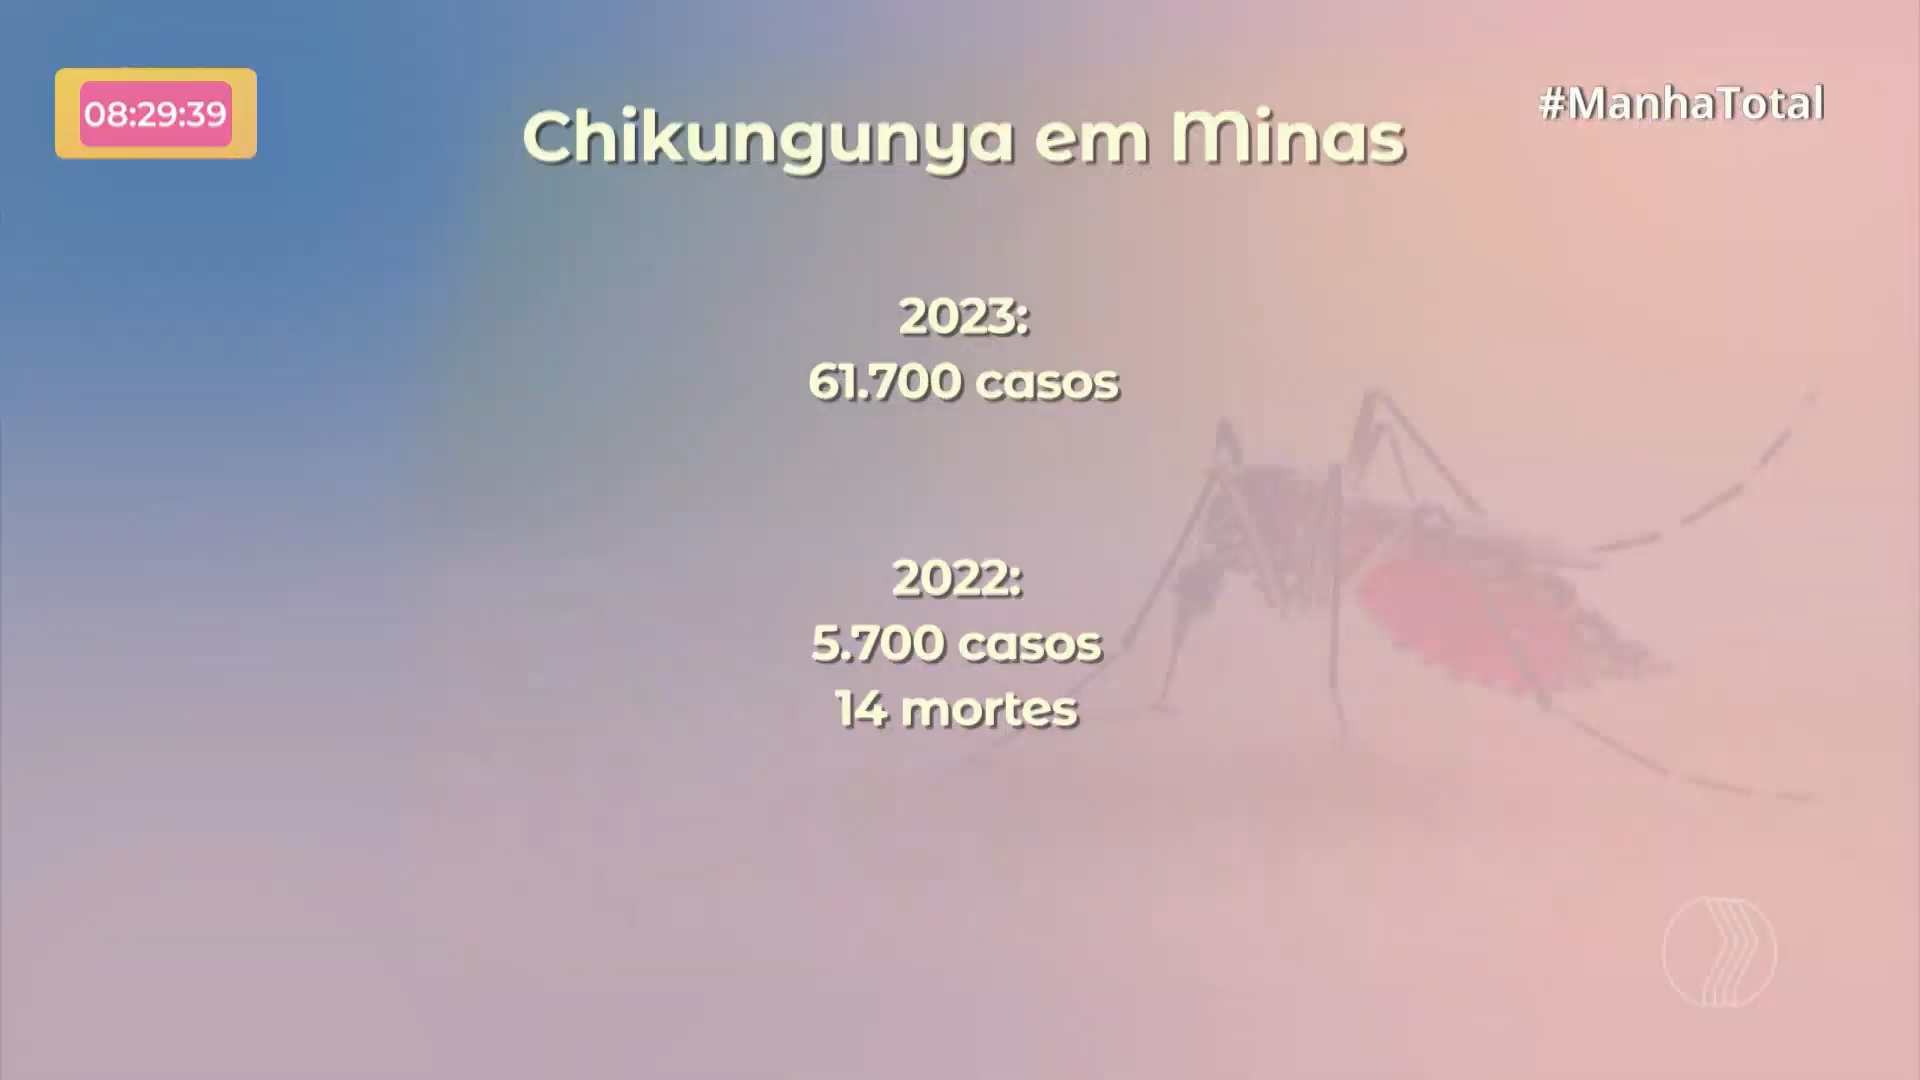 08:29:39
#ManhaTotal
Chikungunya em Minas
2023:
61.700 casos
2022:
5.700 casos
14 mortes